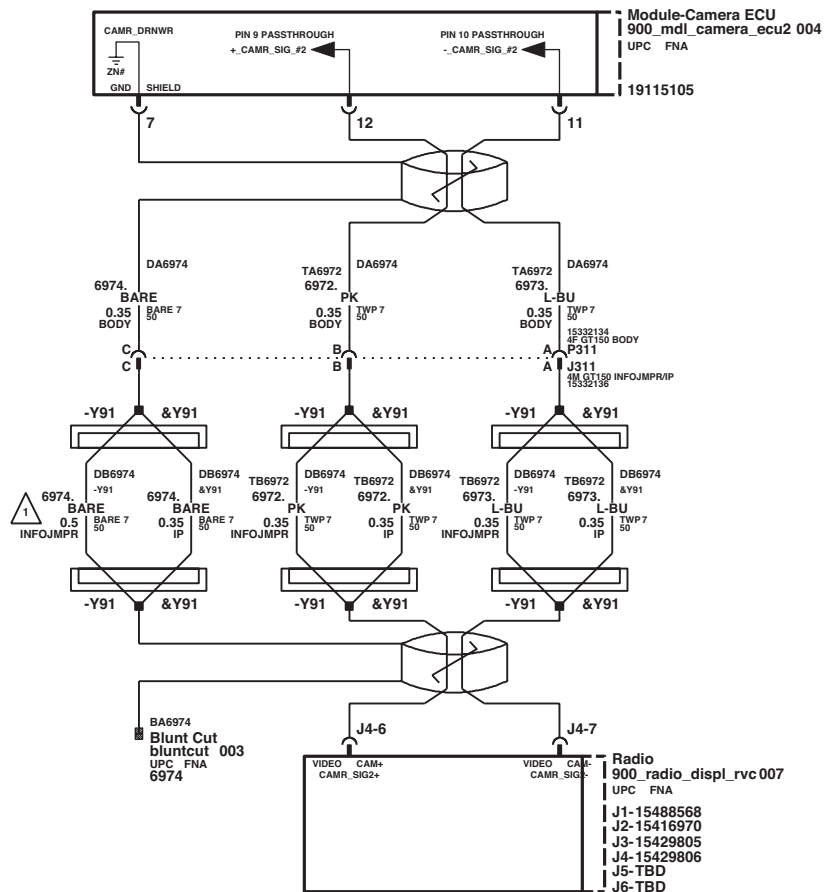 Module-Camera ECU
900_mdl_camera_ecu2 004
UPC FNA
19115105
CAMR_DRNWR
ZN#
GND SHIELD
PIN 9 PASSTHROUGH
+_CAMR_SIG_#2
PIN 10 PASSTHROUGH
-_CAMR_SIG_#2
7
12
11
DA6974
6974.
BARE
0.35
BODY
BARE 7
50
TA6972
DA6974
6972.
PK
0.35
BODY
TWP 7
50
TA6972
DA6974
6973.
L-BU
0.35
BODY
TWP 7
50
15332134
4F GT150 BODY
C
B
A
P311
C
B
A
J311
4M GT150 INFOJMPR/IP
15332136
-Y91
&Y91
-Y91
&Y91
-Y91
&Y91
1
DB6974
-Y91
6974.
BARE
0.5
INFOJMPR
BARE 7
50
DB6974
&Y91
6974.
BARE
0.35
IP
BARE 7
50
TB6972
DB6974
-Y91
6972.
PK
0.35
INFOJMPR
TWP 7
50
TB6972
DB6974
&Y91
6972.
PK
0.35
IP
TWP 7
50
TB6972
DB6974
-Y91
6973.
L-BU
0.35
INFOJMPR
TWP 7
50
TB6972
DB6974
&Y91
6973.
L-BU
0.35
IP
TWP 7
50
-Y91
&Y91
-Y91
&Y91
-Y91
&Y91
BA6974
Blunt Cut
bluntcut 003
UPC FNA
6974
J4-6
J4-7
VIDEO CAM+
CAMR_SIG2+
VIDEO CAM-
CAMR_SIG2-
Radio
900_radio_displ_rvc 007
UPC FNA
J1-15488568
J2-15416970
J3-15429805
J4-15429806
J5-TBD
J6-TBD